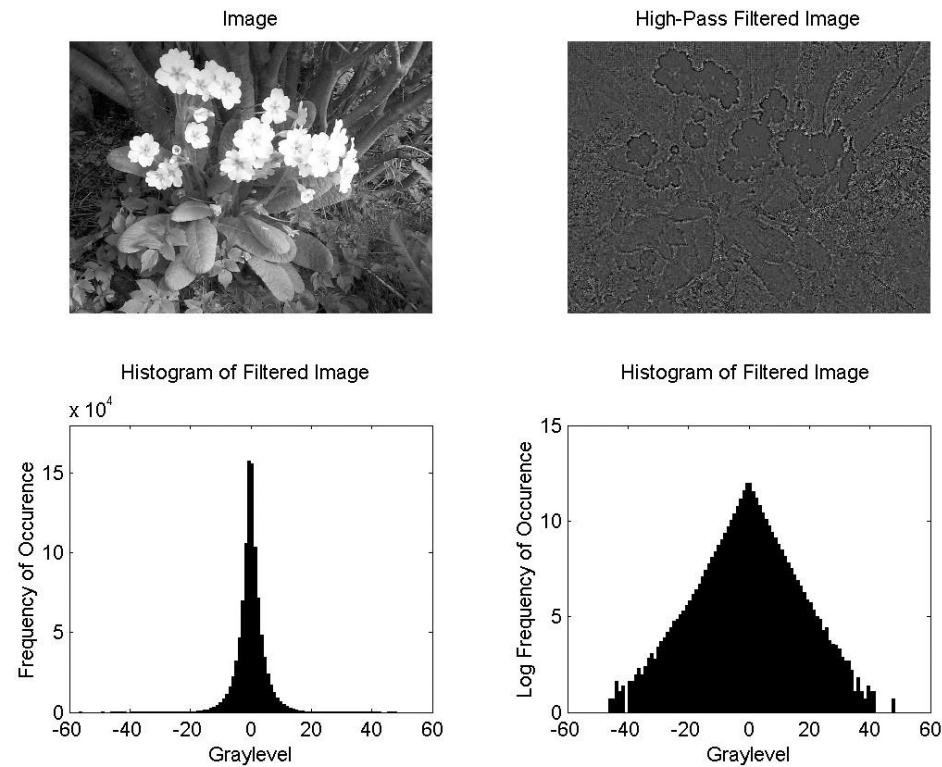 Image
High-Pass Filtered Image
Histogram of Filtered Image
Histogram of Filtered Image
x 10^4
15
10
5
0
Frequency of Occurence
-60 -40 -20 0 20 40 60
Graylevel
15
10
5
0
Log Frequency of Occurence
-60 -40 -20 0 20 40 60
Graylevel